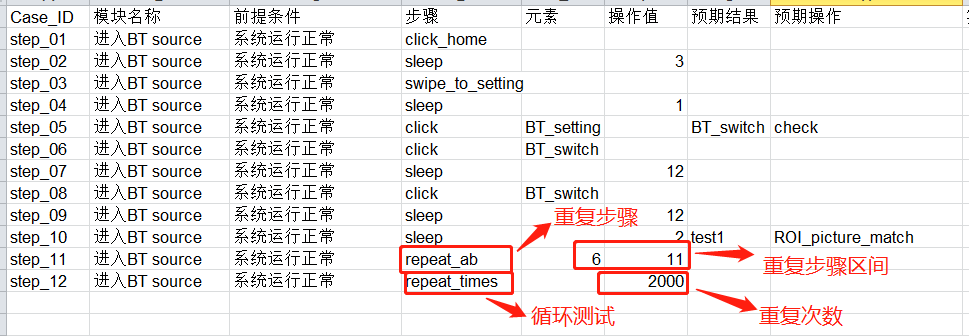 Case_ID 模块名称 前提条件 步骤 元素 操作值 预期结果 预期操作
step_01 进入BT source 系统运行正常 click_home
step_02 进入BT source 系统运行正常 sleep 3
step_03 进入BT source 系统运行正常 swipe_to_setting
step_04 进入BT source 系统运行正常 sleep 1
step_05 进入BT source 系统运行正常 click BT_setting BT_switch check
step_06 进入BT source 系统运行正常 click BT_switch
step_07 进入BT source 系统运行正常 sleep 12
step_08 进入BT source 系统运行正常 click BT_switch
step_09 进入BT source 系统运行正常 sleep 12
重复步骤
step_10 进入BT source 系统运行正常 sleep 2 test1 ROI_picture_match
step_11 进入BT source 系统运行正常 repeat_ab 6 11
重复步骤区间
step_12 进入BT source 系统运行正常 repeat_times 2000
循环测试
重复次数